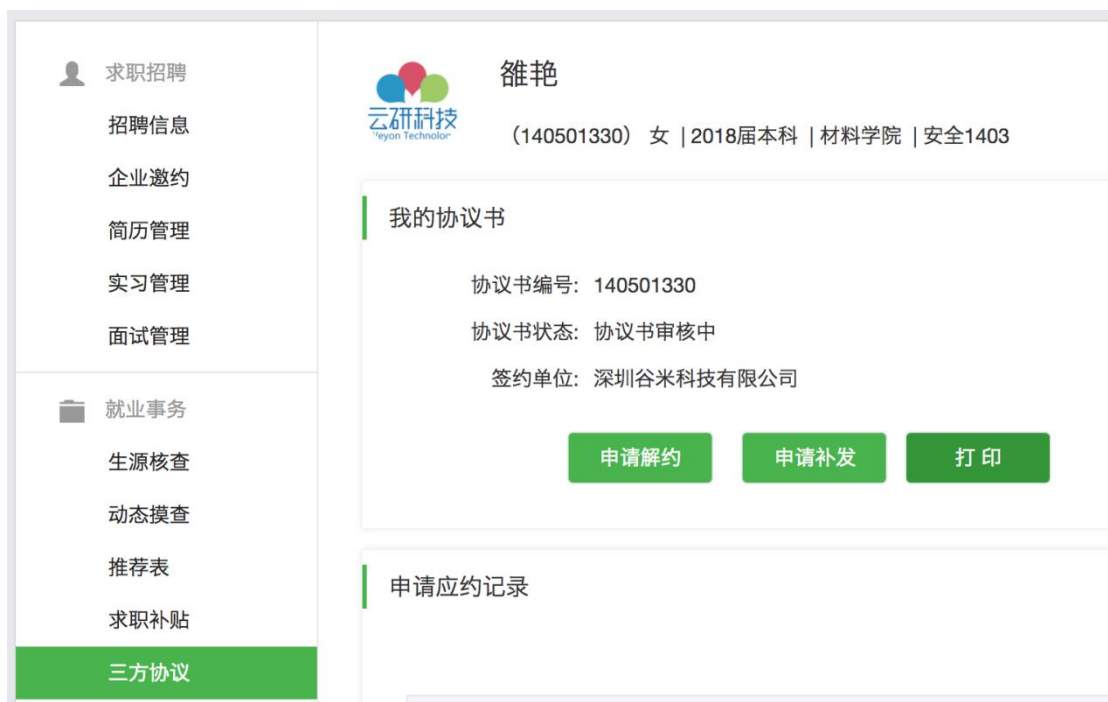 求职招聘
招聘信息
企业邀约
简历管理
实习管理
面试管理
就业事务
生源核查
动态摸查
推荐表
求职补贴
三方协议
云研科技
雒艳
（140501330） 女 | 2018届本科 | 材料学院 | 安全1403
我的协议书
协议书编号: 140501330
协议书状态: 协议书审核中
签约单位: 深圳谷米科技有限公司
申请解约 申请补发 打 印
申请应约记录